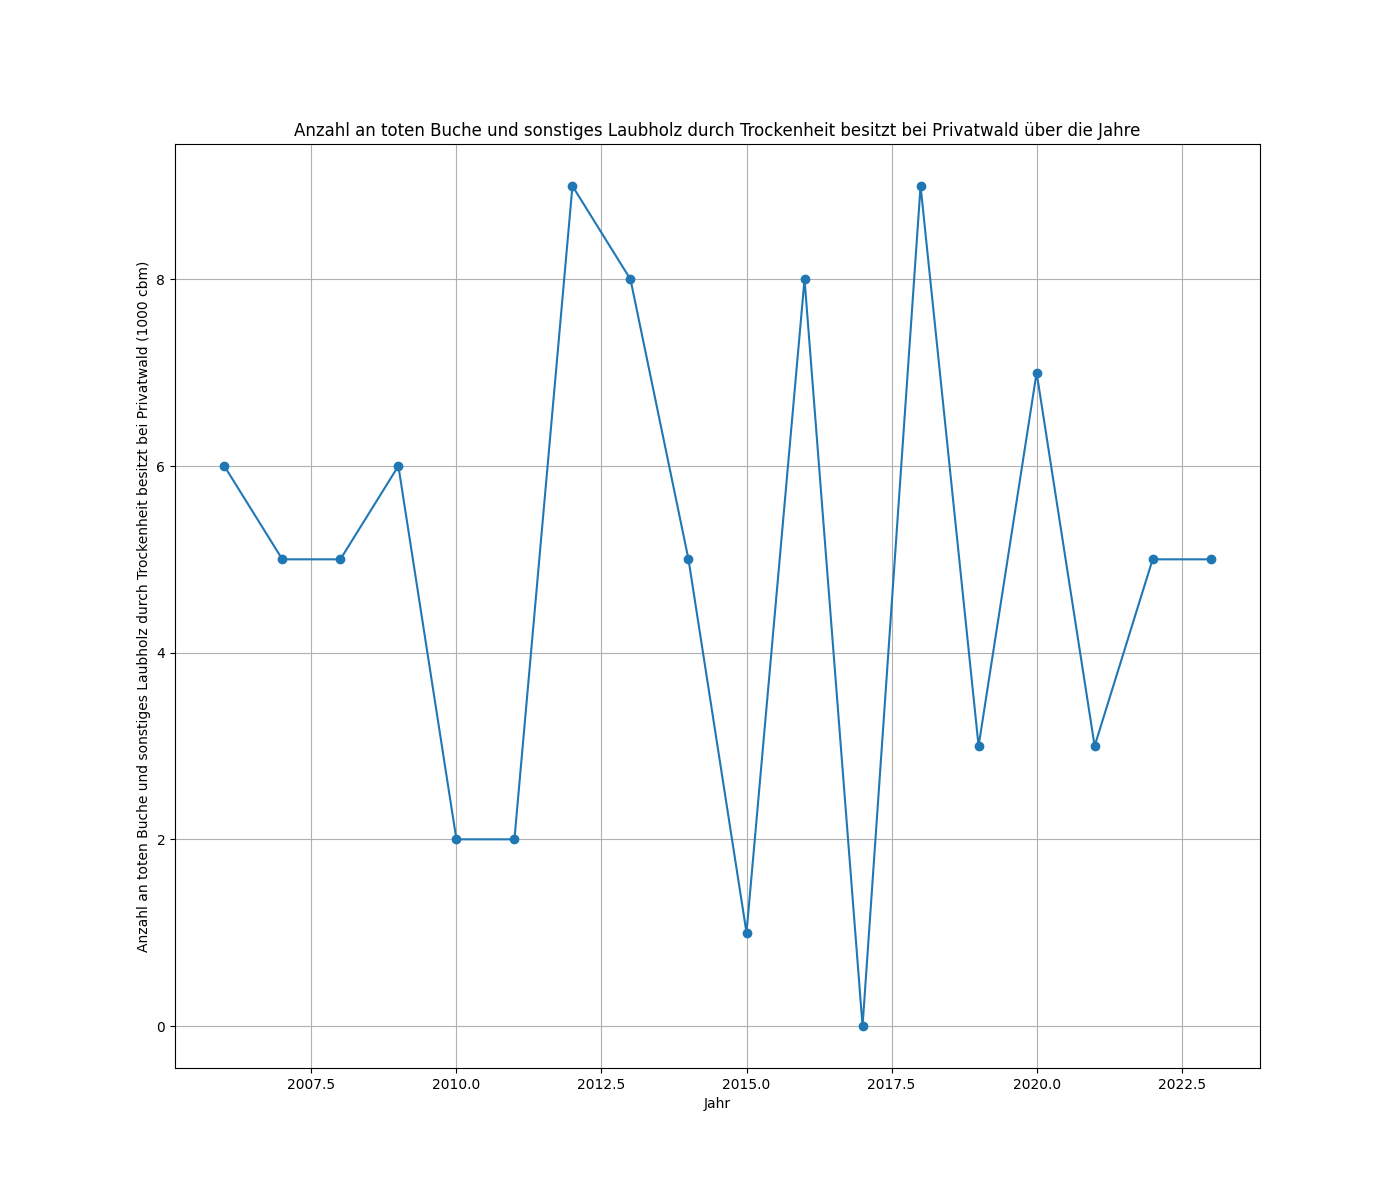 Anzahl an toten Buche und sonstiges Laubholz durch Trockenheit besitzt bei Privatwald über die Jahre
Anzahl an toten Buche und sonstiges Laubholz durch Trockenheit besitzt bei Privatwald (1000 cbm)
8
6
4
2
0
2007.5 2010.0 2012.5 2015.0 2017.5 2020.0 2022.5
Jahr